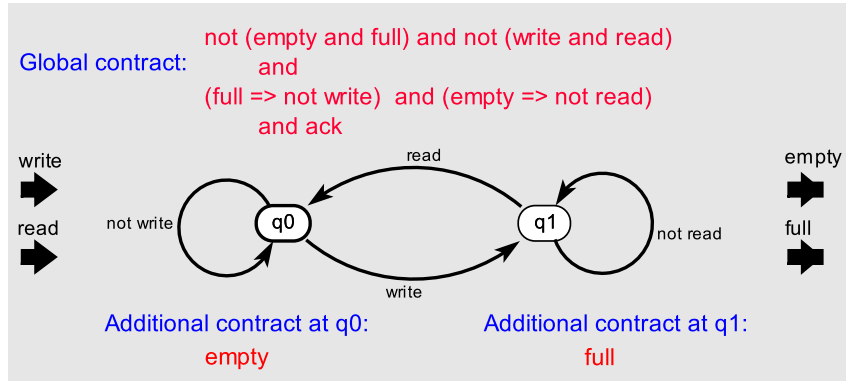 not (empty and full) and not (write and read)
Global contract:
and
(full => not write) and (empty => not read)
and ack
write
read
empty
read
full
not write
q0
q1
not read
write
Additional contract at q0:
Additional contract at q1:
empty
full